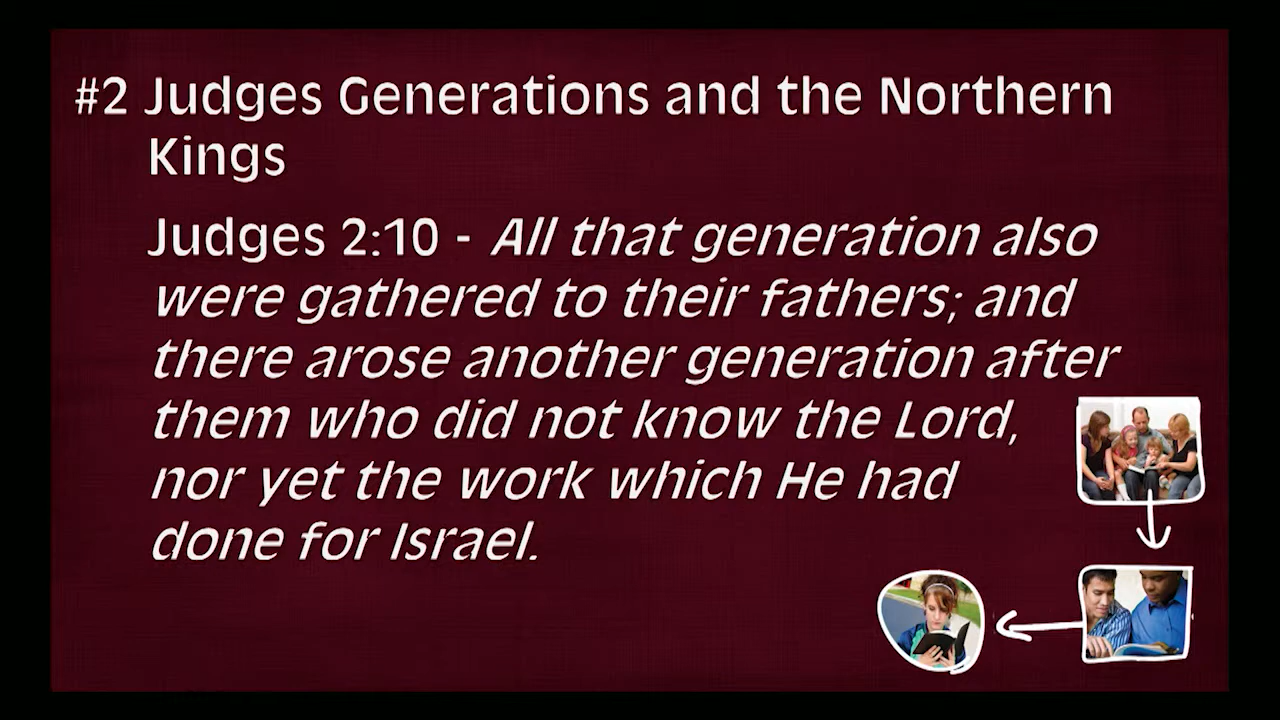 #2 Judges Generations and the Northern
Kings
Judges 2:10 - All that generation also
were gathered to their fathers; and
there arose another generation after
them who did not know the Lord,
nor yet the work which He had
done for Israel.